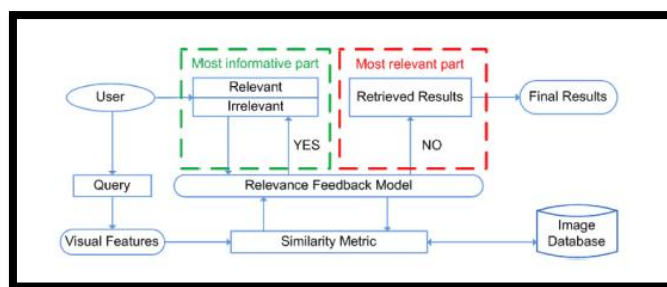 Most informative part
Most relevant part
User
Relevant
Irrelevant
Retrieved Results
Final Results
YES
NO
Query
Relevance Feedback Model
Visual Features
Similarity Metric
Image
Database